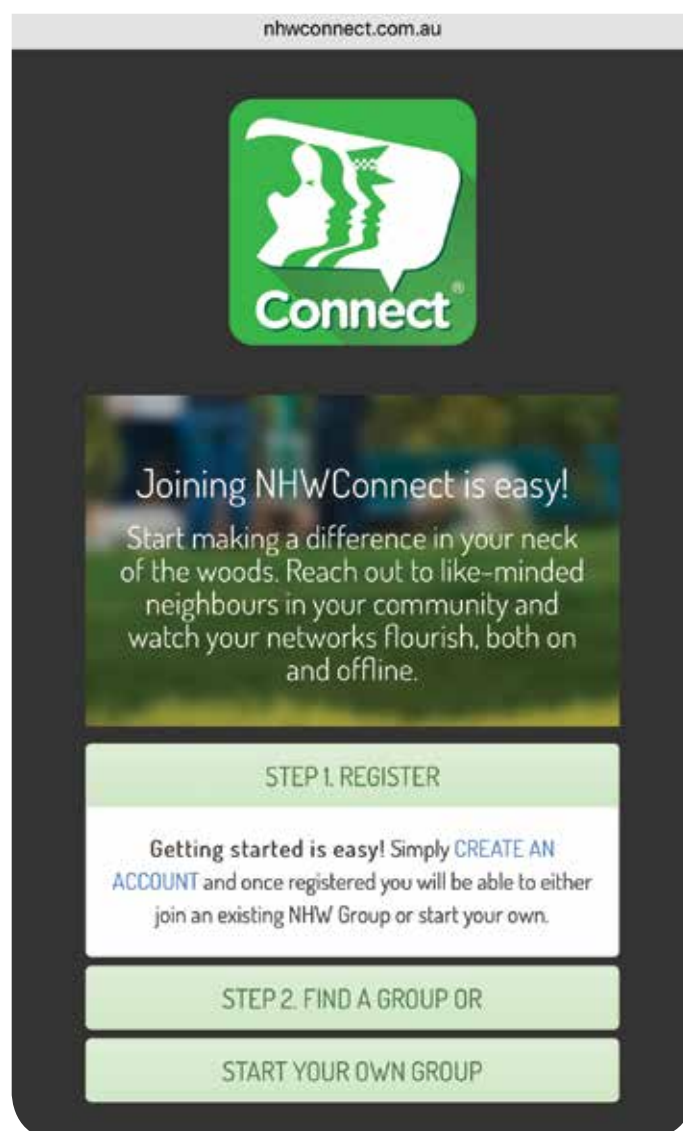 nhwconnect.com.au
Connect®
Joining NHWConnect is easy!
Start making a difference in your neck
of the woods. Reach out to like-minded
neighbours in your community and
watch your networks flourish, both on
and offline.
STEP 1. REGISTER
Getting started is easy! Simply CREATE AN
ACCOUNT and once registered you will be able to either
join an existing NHW Group or start your own.
STEP 2. FIND A GROUP OR
START YOUR OWN GROUP